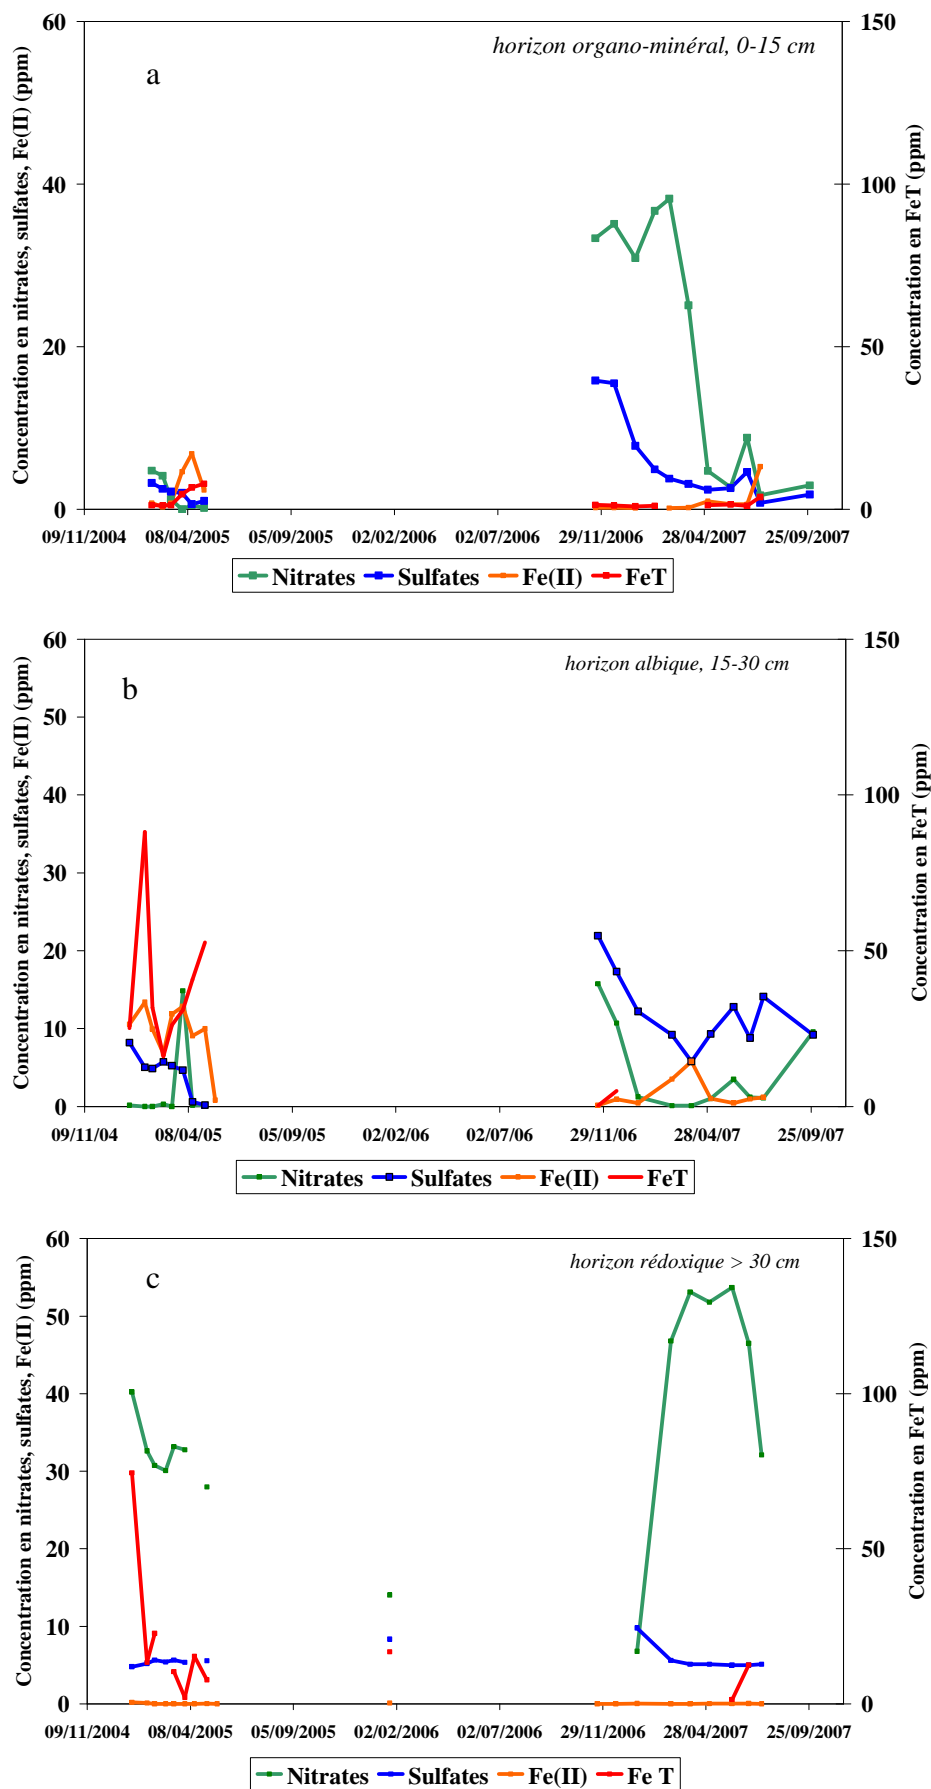 horizon organo-minéral, 0-15 cm
a
Concentration en nitrates, sulfates, Fe(II) (ppm)
60
40
20
0
150
100
50
0
Concentration en FeT (ppm)
09/11/2004 08/04/2005 05/09/2005 02/02/2006 02/07/2006 29/11/2006 28/04/2007 25/09/2007
Nitrates Sulfates Fe(II) FeT
horizon albique, 15-30 cm
b
Concentration en nitrates, sulfates, Fe(II) (ppm)
60
50
40
30
20
10
0
150
100
50
0
Concentration en FeT (ppm)
09/11/04 08/04/05 05/09/05 02/02/06 02/07/06 29/11/06 28/04/07 25/09/07
Nitrates Sulfates Fe(II) FeT
horizon rédoxique > 30 cm
c
Concentration en nitrates, sulfates, Fe(II) (ppm)
60
50
40
30
20
10
0
150
100
50
0
Concentration en FeT (ppm)
09/11/2004 08/04/2005 05/09/2005 02/02/2006 02/07/2006 29/11/2006 28/04/2007 25/09/2007
Nitrates Sulfates Fe(II) Fe T